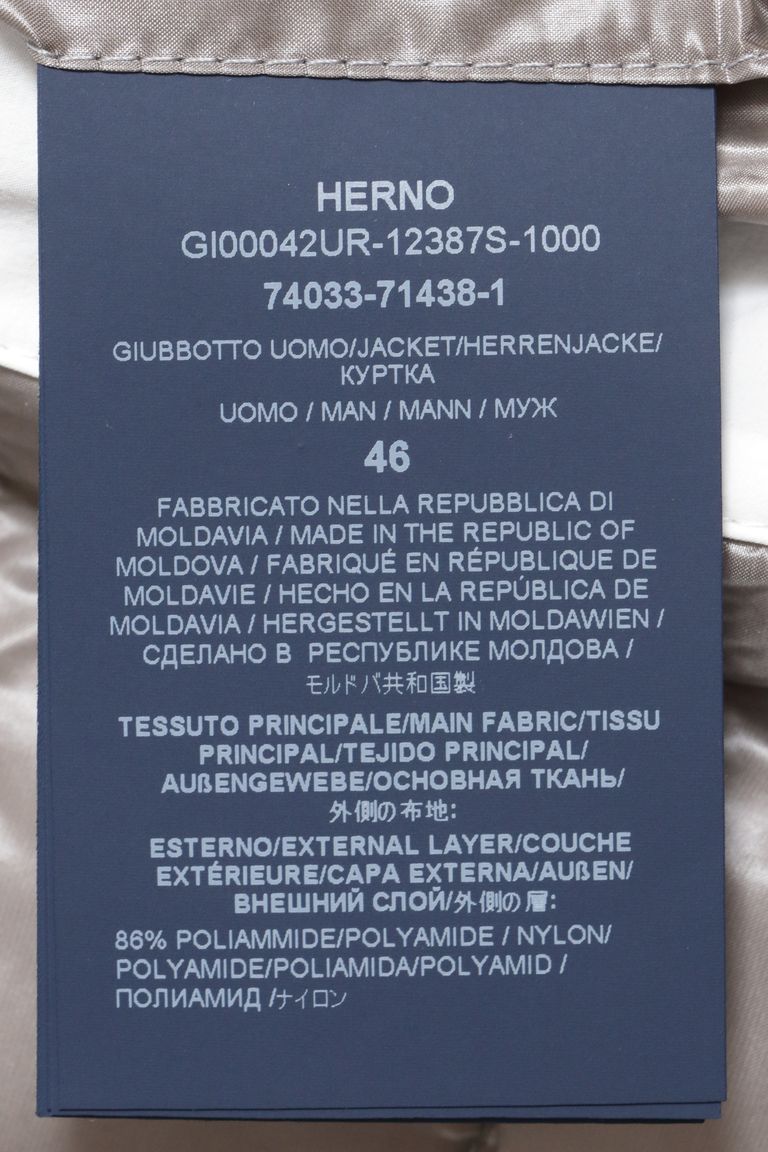 HERNO
GI00042UR-12387S-1000
74033-71438-1
GIUBBOTTO UOMO/JACKET/HERRENJACKE/
КУРТКА
UOMO / MAN / MANN / МУЖ
46
FABBRICATO NELLA REPUBBLICA DI
MOLDAVIA / MADE IN THE REPUBLIC OF
MOLDOVA / FABRIQUÉ EN RÉPUBLIQUE DE
MOLDAVIE / HECHO EN LA REPÚBLICA DE
MOLDAVIA / HERGESTELLT IN MOLDAWIEN /
СДЕЛАНО В РЕСПУБЛИКЕ МОЛДОВА /
モルドバ共和国製
TESSUTO PRINCIPALE/MAIN FABRIC/TISSU
PRINCIPAL/TEJIDO PRINCIPAL/
AUßENGEWEBE/ОСНОВНАЯ ТКАНЬ/
外側の布地:
ESTERNO/EXTERNAL LAYER/COUCHE
EXTÉRIEURE/CAPA EXTERNA/AUßEN/
ВНЕШНИЙ СЛОЙ/外側の層:
86% POLIAMMIDE/POLYAMIDE / NYLON/
POLYAMIDE/POLIAMIDA/POLYAMID /
ПОЛИАМИД /ナイロン